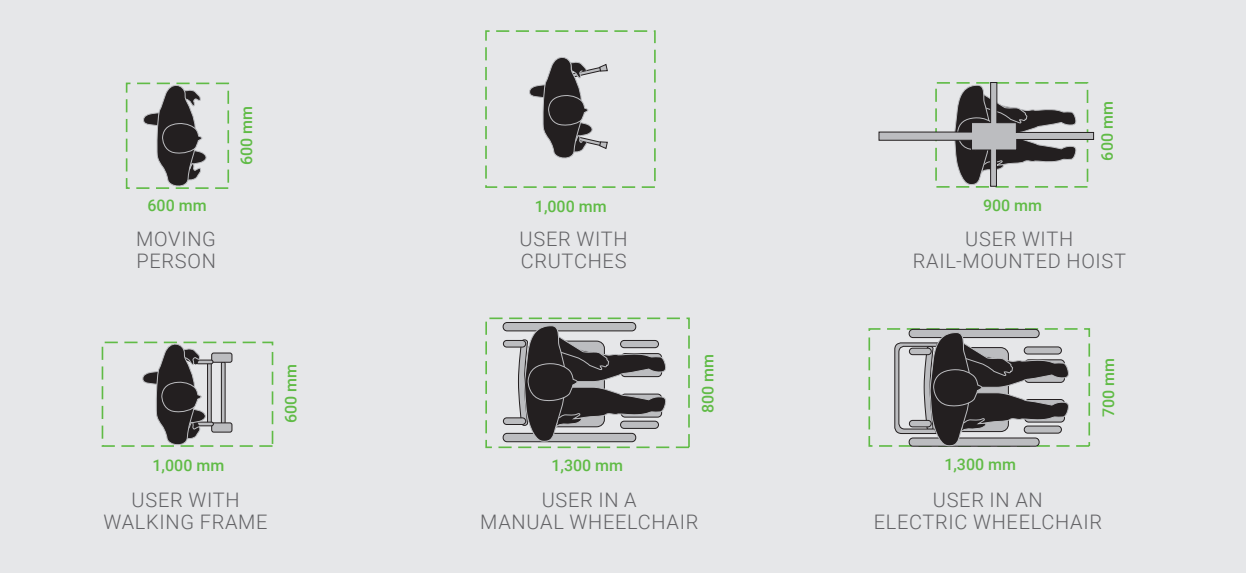 600 mm
600 mm
MOVING
PERSON
1,000 mm
USER WITH
CRUTCHES
600 mm
900 mm
USER WITH
RAIL-MOUNTED HOIST
600 mm
1,000 mm
USER WITH
WALKING FRAME
800 mm
1,300 mm
USER IN A
MANUAL WHEELCHAIR
700 mm
1,300 mm
USER IN AN
ELECTRIC WHEELCHAIR